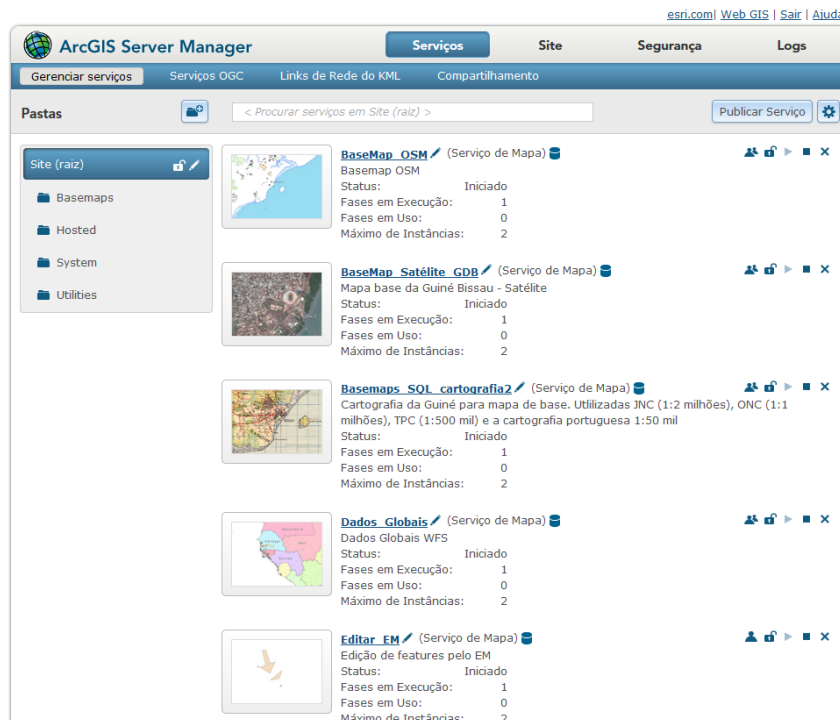 esri.com| Web GIS | Sair | Ajuda
ArcGIS Server Manager
Serviços Site Segurança Logs
Gerenciar serviços Serviços OGC Links de Rede do KML Compartilhamento
Pastas
< Procurar serviços em Site (raiz) >
Publicar Serviço
Site (raiz)
Basemaps
Hosted
System
Utilities
BaseMap_OSM (Serviço de Mapa)
Basemap OSM
Status: Iniciado
Fases em Execução: 1
Fases em Uso: 0
Máximo de Instâncias: 2
BaseMap_Satélite_GDB (Serviço de Mapa)
Mapa base da Guiné Bissau - Satélite
Status: Iniciado
Fases em Execução: 1
Fases em Uso: 0
Máximo de Instâncias: 2
Basemaps_SQL_cartografia2 (Serviço de Mapa)
Cartografia da Guiné para mapa de base. Utlilizadas JNC (1:2 milhões), ONC (1:1
milhões), TPC (1:500 mil) e a cartografia portuguesa 1:50 mil
Status: Iniciado
Fases em Execução: 1
Fases em Uso: 0
Máximo de Instâncias: 2
Dados_Globais (Serviço de Mapa)
Dados Globais WFS
Status: Iniciado
Fases em Execução: 1
Fases em Uso: 0
Máximo de Instâncias: 2
Editar_EM (Serviço de Mapa)
Edição de features pelo EM
Status: Iniciado
Fases em Execução: 1
Fases em Uso: 0
Máximo de Instâncias: 2